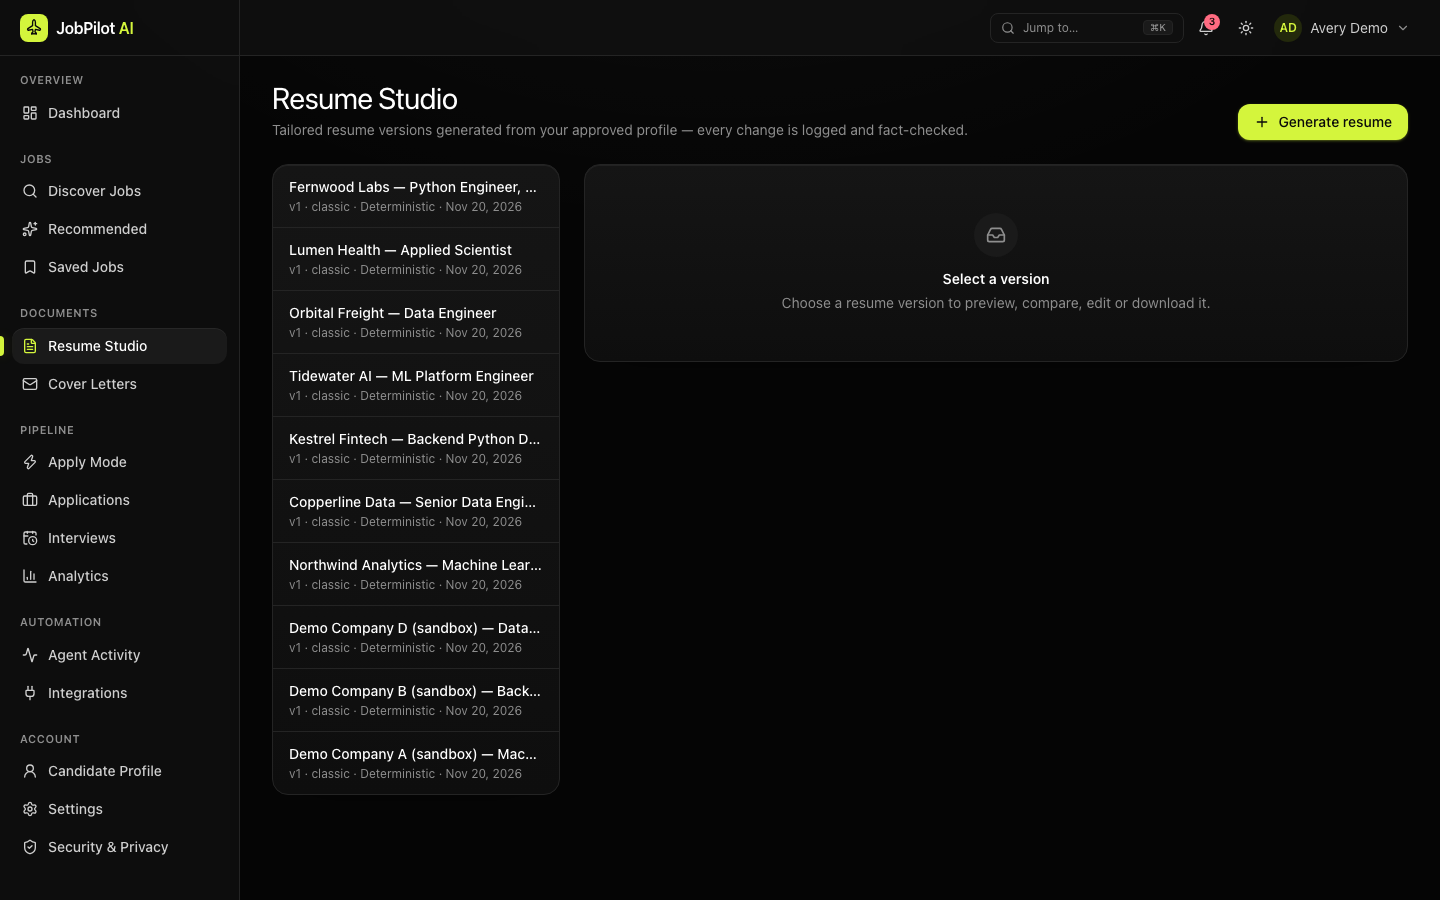 JobPilot AI
Jump to...
⌘K
3
AD
Avery Demo
OVERVIEW
Dashboard
JOBS
Discover Jobs
Recommended
Saved Jobs
DOCUMENTS
Resume Studio
Cover Letters
PIPELINE
Apply Mode
Applications
Interviews
Analytics
AUTOMATION
Agent Activity
Integrations
ACCOUNT
Candidate Profile
Settings
Security & Privacy
Resume Studio
Tailored resume versions generated from your approved profile — every change is logged and fact-checked.
Generate resume
Fernwood Labs — Python Engineer, ...
v1 · classic · Deterministic · Nov 20, 2026
Lumen Health — Applied Scientist
v1 · classic · Deterministic · Nov 20, 2026
Orbital Freight — Data Engineer
v1 · classic · Deterministic · Nov 20, 2026
Tidewater AI — ML Platform Engineer
v1 · classic · Deterministic · Nov 20, 2026
Kestrel Fintech — Backend Python D...
v1 · classic · Deterministic · Nov 20, 2026
Copperline Data — Senior Data Engi...
v1 · classic · Deterministic · Nov 20, 2026
Northwind Analytics — Machine Lear...
v1 · classic · Deterministic · Nov 20, 2026
Demo Company D (sandbox) — Data...
v1 · classic · Deterministic · Nov 20, 2026
Demo Company B (sandbox) — Back...
v1 · classic · Deterministic · Nov 20, 2026
Demo Company A (sandbox) — Mac...
v1 · classic · Deterministic · Nov 20, 2026
Select a version
Choose a resume version to preview, compare, edit or download it.